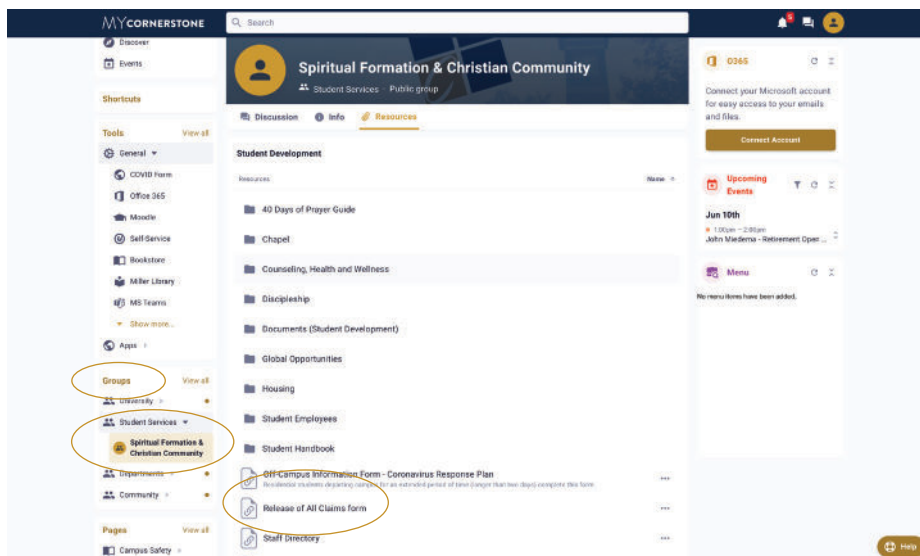 MYCORNERSTONE
Search
5
Discover
Events
Shortcuts
Tools View all
General
COVID Form
Office 365
Moodle
Self-Service
Bookstore
Miller Library
MS Teams
Show more...
Apps
Groups View all
University
Student Services
Spiritual Formation &
Christian Community
Departments
Community
Pages View all
Campus Safety
Spiritual Formation & Christian Community
Student Services - Public group
Discussion Info Resources
Student Development
Resources Name
40 Days of Prayer Guide
Chapel
Counseling, Health and Wellness
Discipleship
Documents (Student Development)
Global Opportunities
Housing
Student Employees
Student Handbook
Off-Campus Information Form - Coronavirus Response Plan
Residential students departing campus for an extended period of time (longer than two days) complete this form
Release of All Claims form
Staff Directory
O365
Connect your Microsoft account
for easy access to your emails
and files.
Connect Account
Upcoming
Events
Jun 10th
1:00pm - 2:00pm
John Miedema - Retirement Open ...
Menu
No menu items have been added.
Help